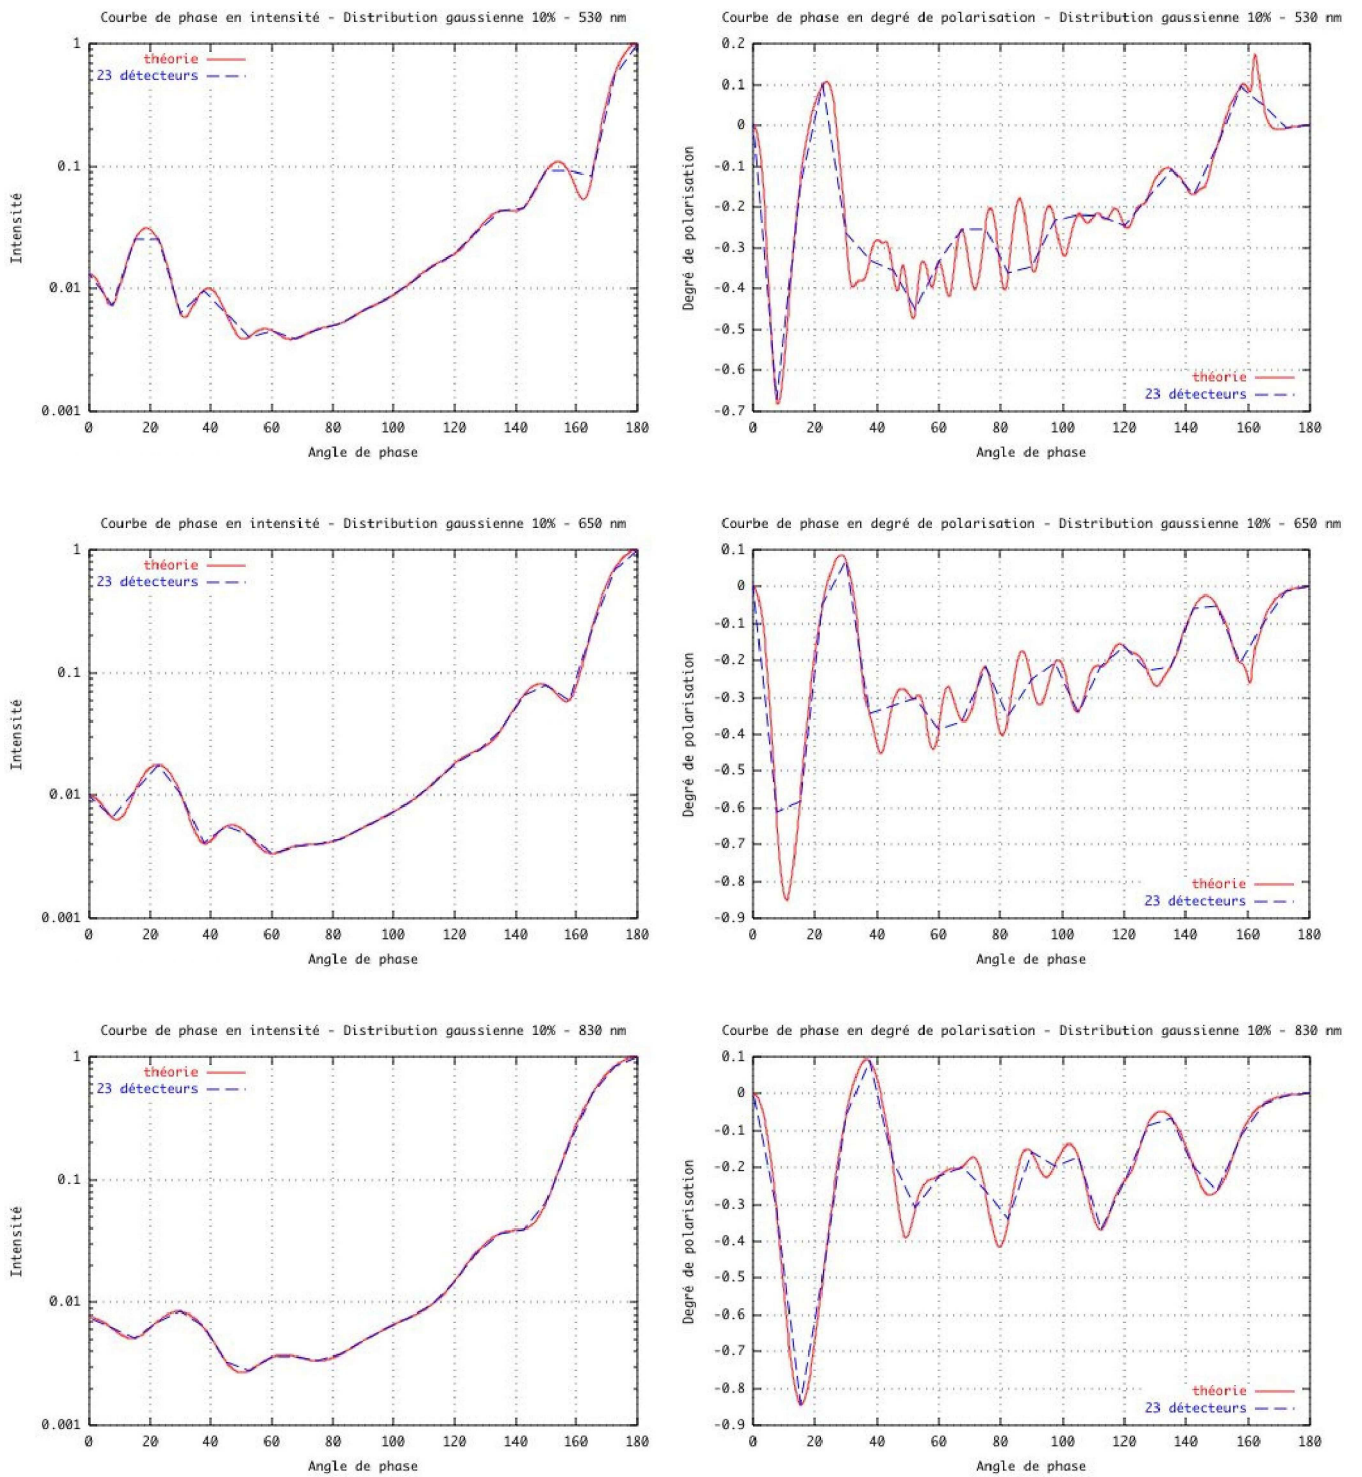 Courbe de phase en intensité - Distribution gaussienne 10% - 530 nm
1
0.1
0.01
0.001
Intensité
théorie
23 détecteurs
0 20 40 60 80 100 120 140 160 180
Angle de phase
Courbe de phase en degré de polarisation - Distribution gaussienne 10% - 530 nm
0.2
0.1
0
-0.1
-0.2
-0.3
-0.4
-0.5
-0.6
-0.7
Degré de polarisation
théorie
23 détecteurs
0 20 40 60 80 100 120 140 160 180
Angle de phase
Courbe de phase en intensité - Distribution gaussienne 10% - 650 nm
1
0.1
0.01
0.001
Intensité
théorie
23 détecteurs
0 20 40 60 80 100 120 140 160 180
Angle de phase
Courbe de phase en degré de polarisation - Distribution gaussienne 10% - 650 nm
0.1
0
-0.1
-0.2
-0.3
-0.4
-0.5
-0.6
-0.7
-0.8
-0.9
Degré de polarisation
théorie
23 détecteurs
0 20 40 60 80 100 120 140 160 180
Angle de phase
Courbe de phase en intensité - Distribution gaussienne 10% - 830 nm
1
0.1
0.01
0.001
Intensité
théorie
23 détecteurs
0 20 40 60 80 100 120 140 160 180
Angle de phase
Courbe de phase en degré de polarisation - Distribution gaussienne 10% - 830 nm
0.1
0
-0.1
-0.2
-0.3
-0.4
-0.5
-0.6
-0.7
-0.8
-0.9
Degré de polarisation
théorie
23 détecteurs
0 20 40 60 80 100 120 140 160 180
Angle de phase